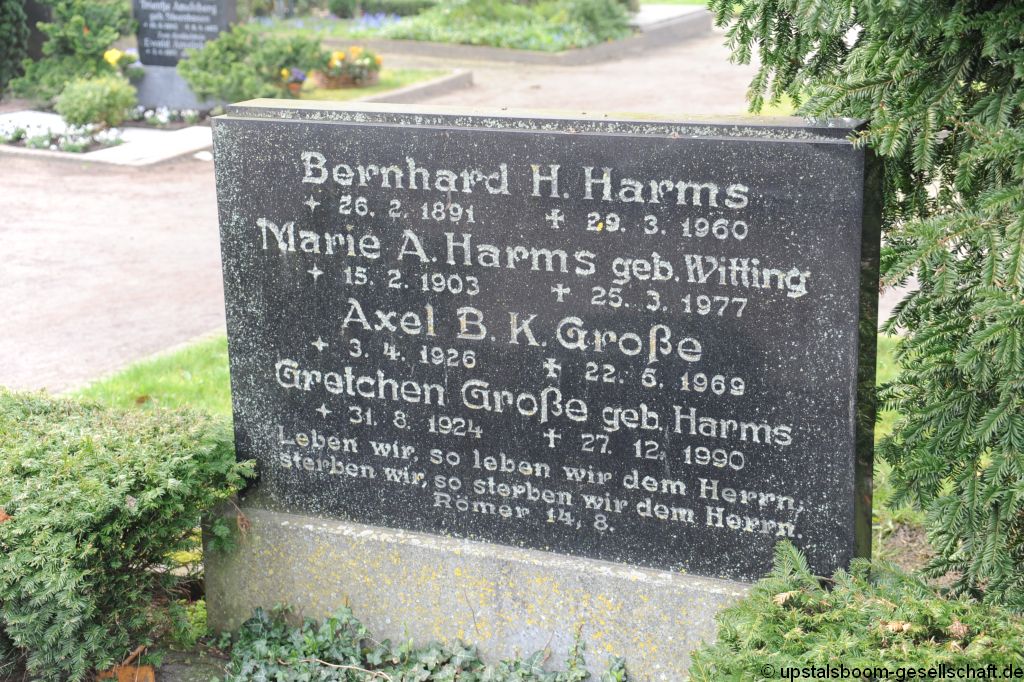 Ewald
Bernhard H. Harms
26. 2. 1891 29. 3. 1960
Marie A. Harms geb. Witting
15. 2. 1903 25. 3. 1977
Axel B. K. Große
3. 4. 1926 22. 5. 1969
Gretchen Große geb. Harms
31. 8. 1924 27. 12. 1990
Leben wir, so leben wir dem Herrn,
sterben wir, so sterben wir dem Herrn.
Römer 14, 8.
© upstalsboom-gesellschaft.de